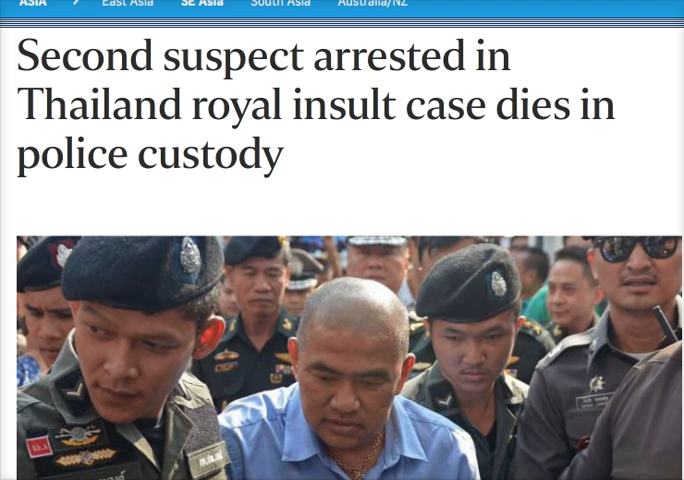 ASIA > East Asia SE Asia South Asia Australia/NZ
Second suspect arrested in
Thailand royal insult case dies in
police custody